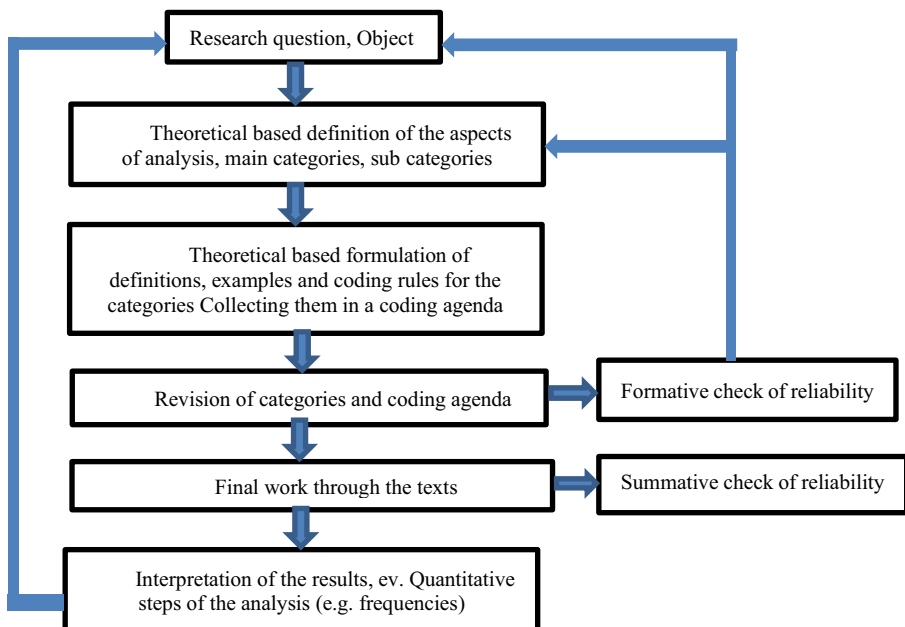 Research question, Object
Theoretical based definition of the aspects
of analysis, main categories, sub categories
Theoretical based formulation of
definitions, examples and coding rules for the
categories Collecting them in a coding agenda
Revision of categories and coding agenda
Formative check of reliability
Final work through the texts
Summative check of reliability
Interpretation of the results, ev. Quantitative
steps of the analysis (e.g. frequencies)